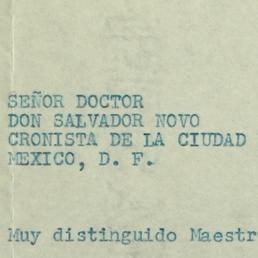 SEÑOR DOCTOR
DON SALVADOR NOVO
CRONISTA DE LA CIUDAD
MEXICO, D. F.
Muy distinguido Maestr